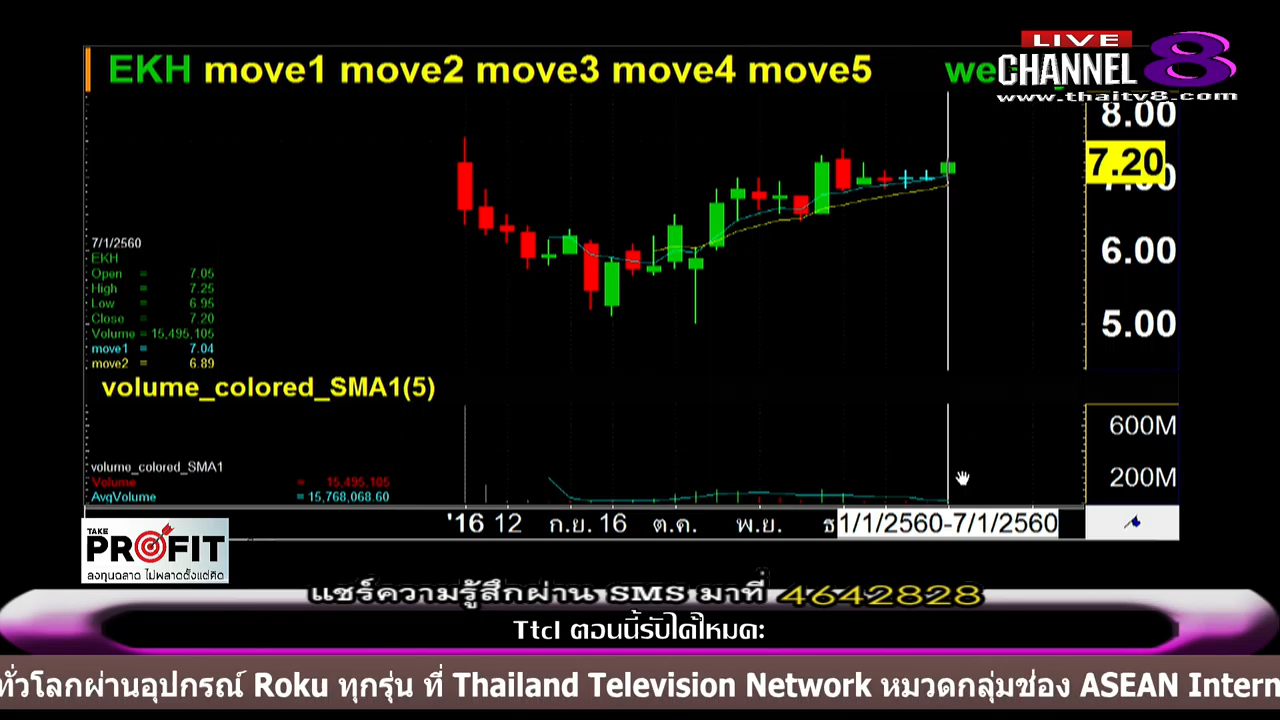 LIVE
CHANNEL 8
www.thaitv8.com
EKH move1 move2 move3 move4 move5
8.00
7.20
7.00
6.00
5.00
7/1/2560
EKH
Open = 7.05
High = 7.25
Low = 6.95
Close = 7.20
Volume = 15,495,105
move1 = 7.04
move2 = 6.89
volume_colored_SMA1(5)
600M
200M
volume_colored_SMA1
Volume = 15,495,105
AvgVolume = 15,768,068.60
'16 12 ก.ย. 16 ต.ค. พ.ย. ธ 1/1/2560-7/1/2560
TAKE
PROFIT
ลงทุนฉลาด ไม่พลาดตั้งแต่คิด
แชร์ความรู้สึกผ่าน SMS มาที่ 4642828
Ttcl ตอนนี้รับได้ไหมคะ
ทั่วโลกผ่านอุปกรณ์ Roku ทุกรุ่น ที่ Thailand Television Network หมวดกลุ่มช่อง ASEAN Intern